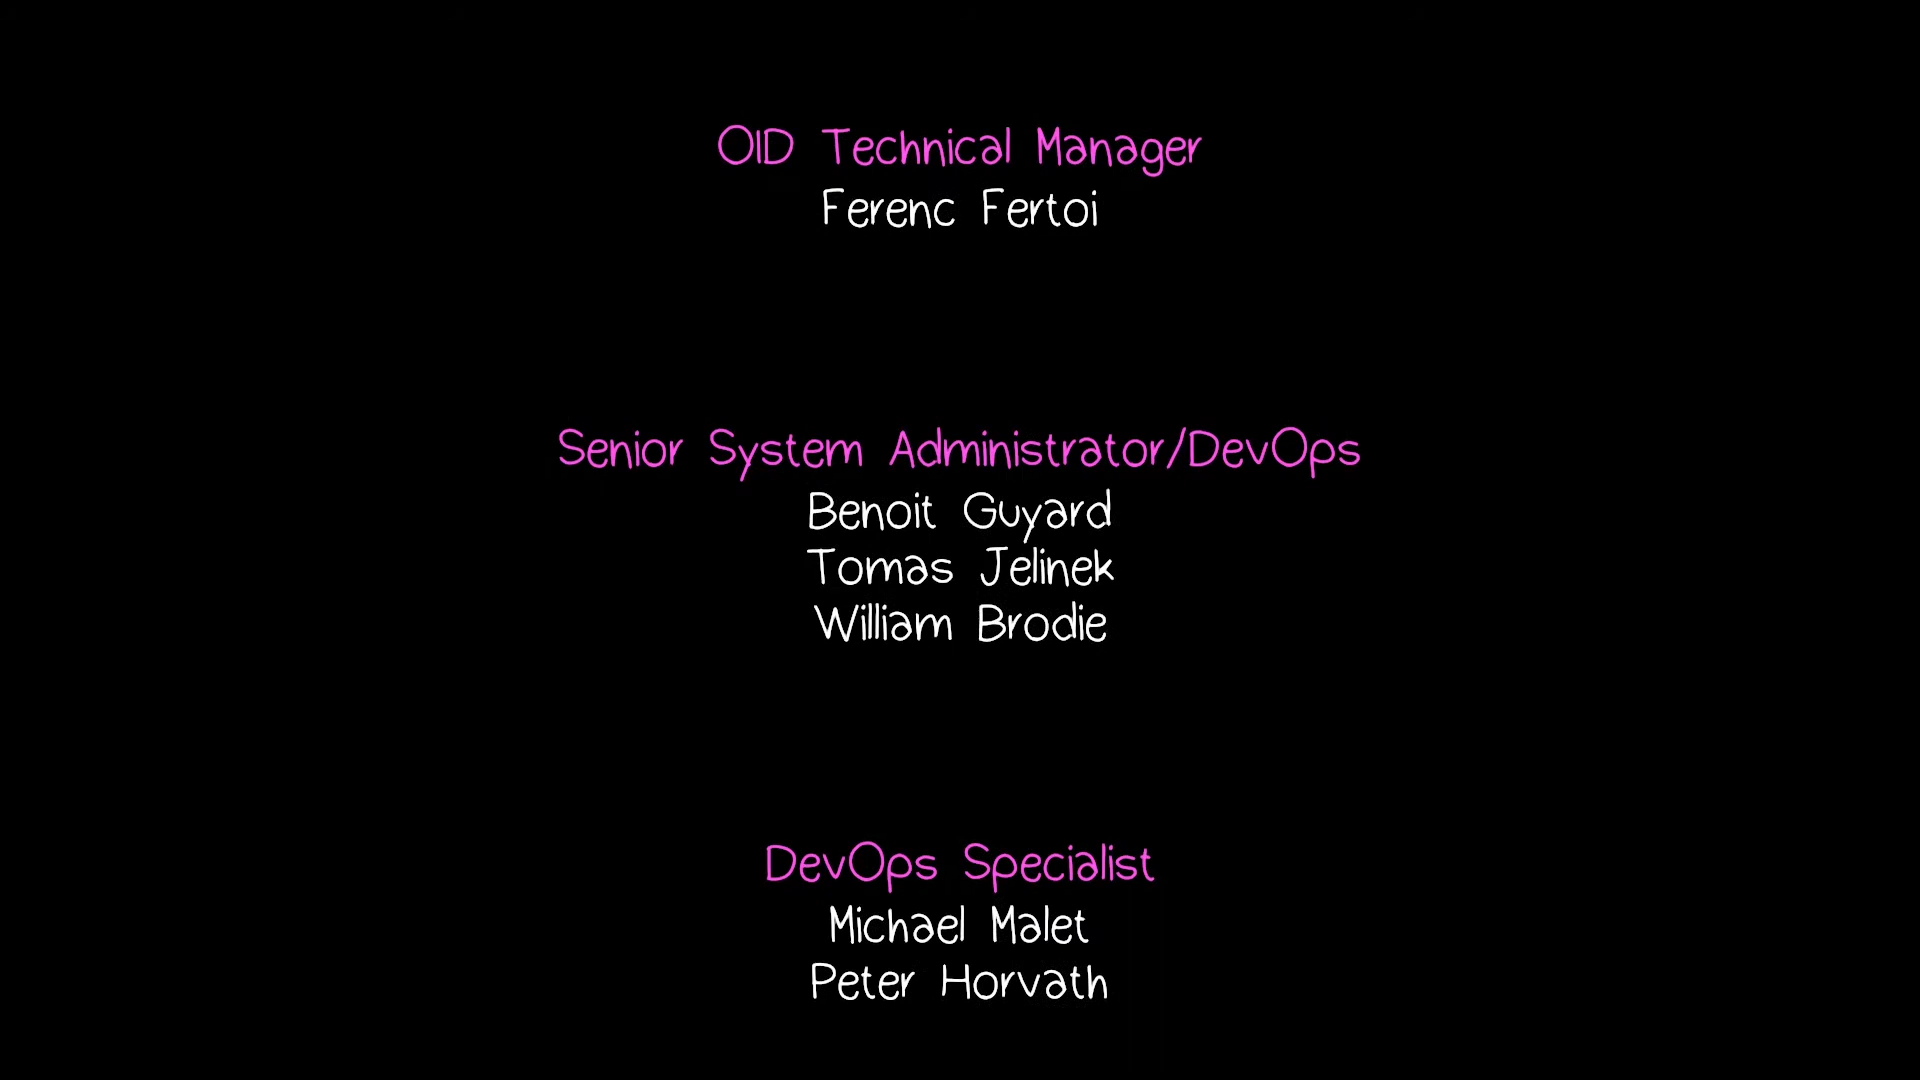 OID Technical Manager
Ferenc Fertoi
Senior System Administrator/DevOps
Benoit Guyard
Tomas Jelinek
William Brodie
DevOps Specialist
Michael Malet
Peter Horvath